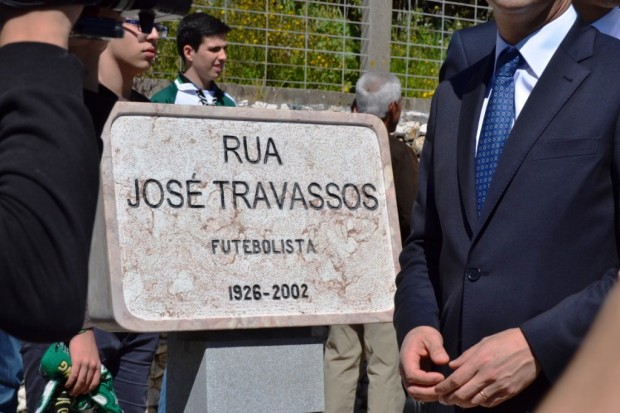 RUA
JOSÉ TRAVASSOS
FUTEBOLISTA
1926-2002